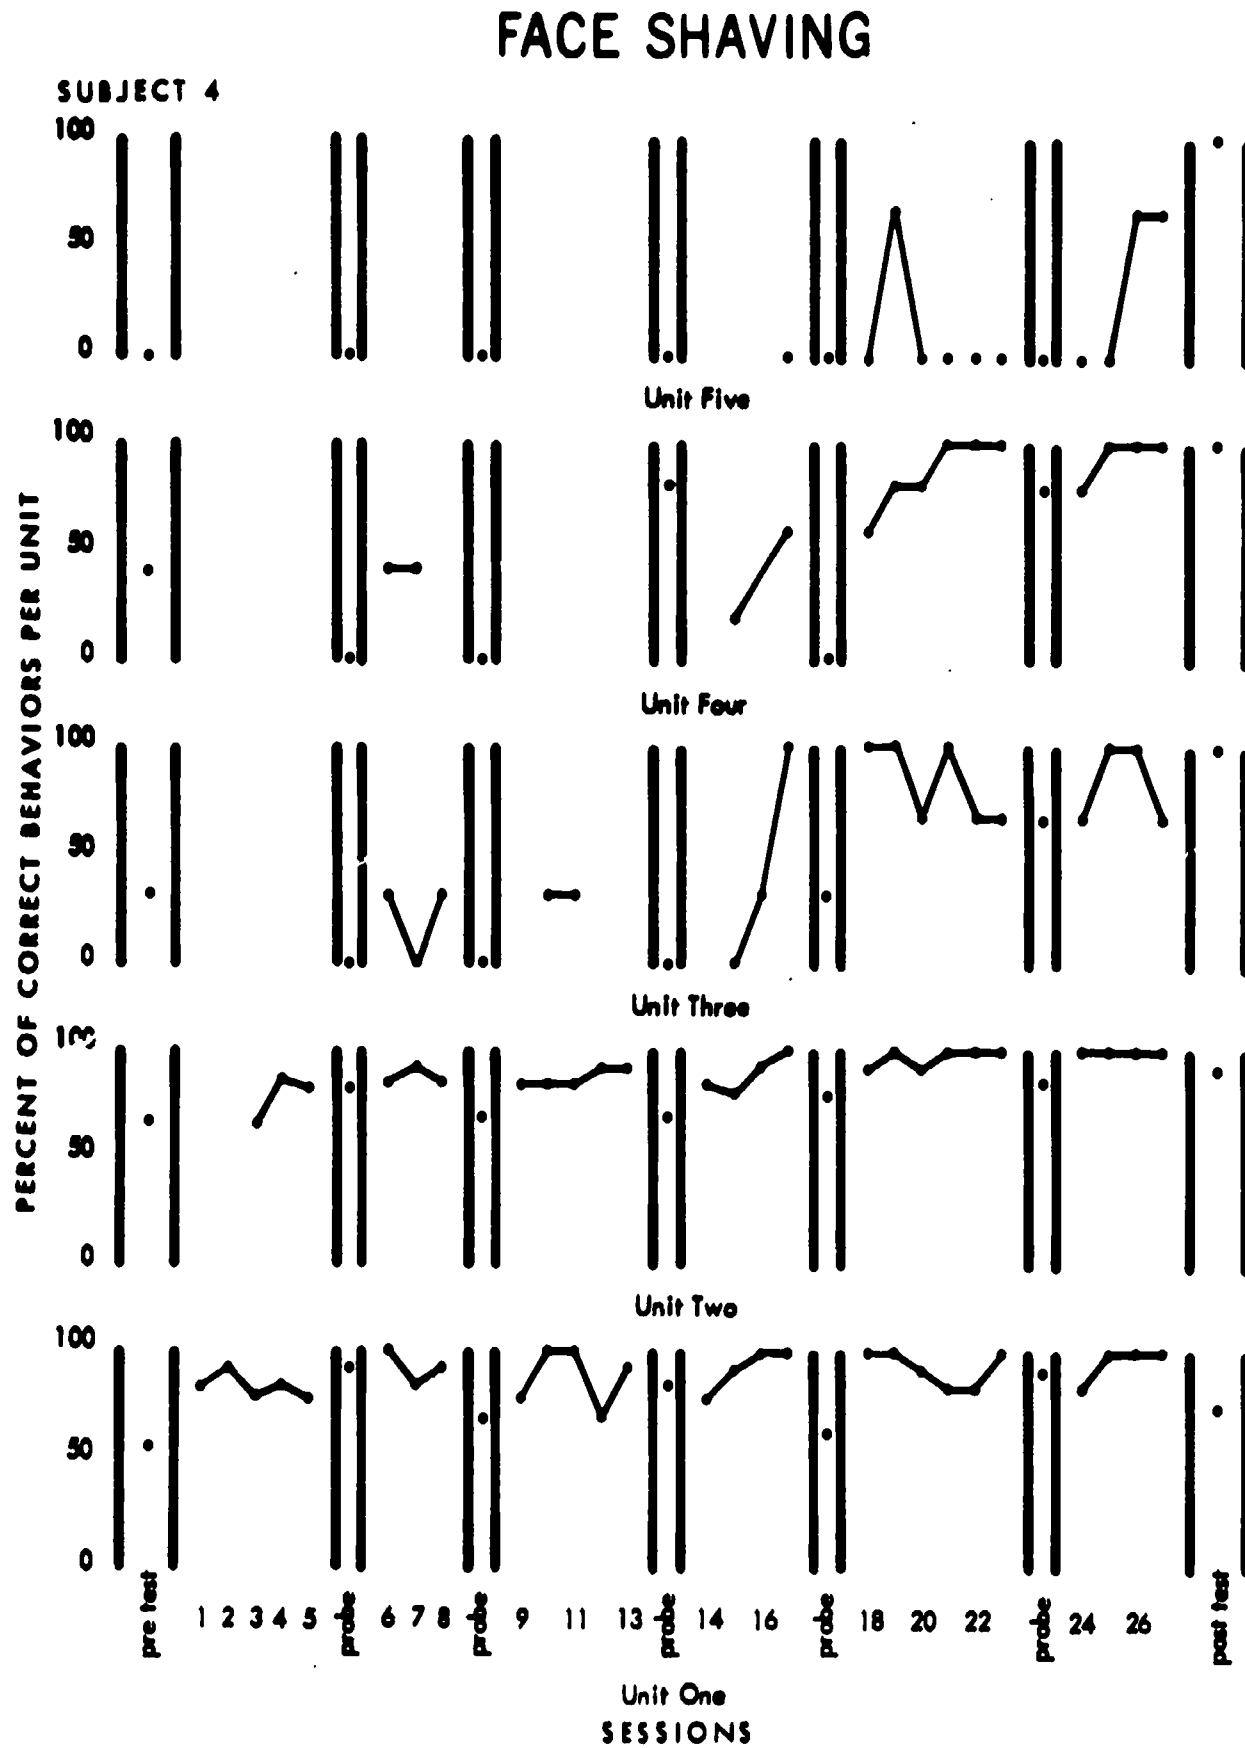 FACE SHAVING
SUBJECT 4
PERCENT OF CORRECT BEHAVIORS PER UNIT
100
50
0
Unit Five
100
50
0
Unit Four
100
50
0
Unit Three
100
50
0
Unit Two
100
50
0
pre test 1 2 3 4 5 probe 6 7 8 probe 9 11 13 probe 14 16 probe 18 20 22 probe 24 26 post test
Unit One
SESSIONS